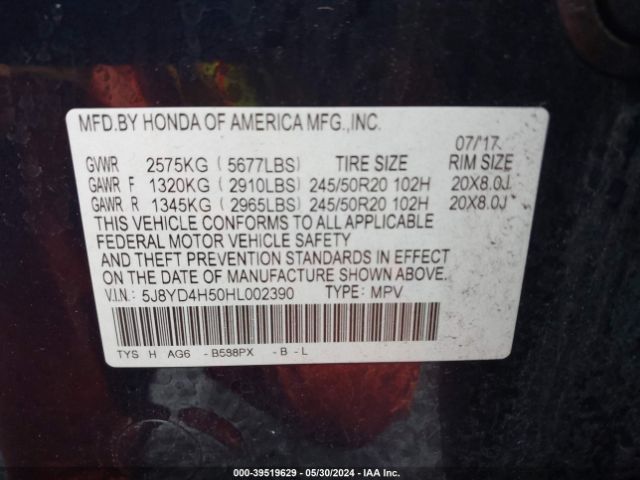 MFD.BY HONDA OF AMERICA MFG.,INC.
07/'17
GVWR 2575KG ( 5677LBS) TIRE SIZE RIM SIZE
GAWR F 1320KG ( 2910LBS) 245/50R20 102H 20X8.0J
GAWR R 1345KG ( 2965LBS) 245/50R20 102H 20X8.0J
THIS VEHICLE CONFORMS TO ALL APPLICABLE
FEDERAL MOTOR VEHICLE SAFETY
AND THEFT PREVENTION STANDARDS IN EFFECT
ON THE DATE OF MANUFACTURE SHOWN ABOVE.
V.I.N: 5J8YD4H50HL002390 TYPE: MPV
TYS H AG6 -B598PX -B-L
000-39519629 - 05/30/2024 - IAA Inc.